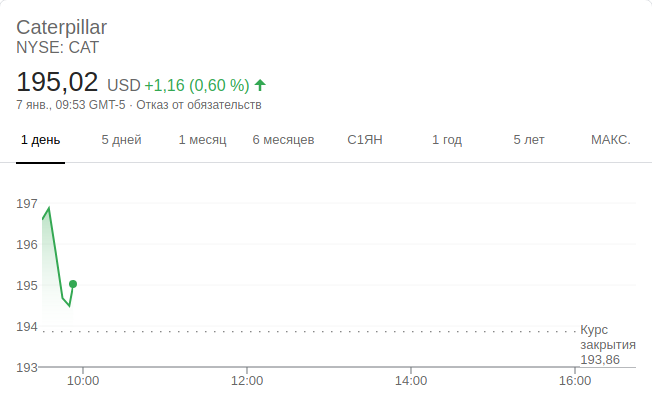 Caterpillar
NYSE: CAT
195,02 USD +1,16 (0,60 %)
7 янв., 09:53 GMT-5 · Отказ от обязательств
1 день 5 дней 1 месяц 6 месяцев С1ЯН 1 год 5 лет МАКС.
197
196
195
194
Курс
закрытия
193,86
193
10:00 12:00 14:00 16:00